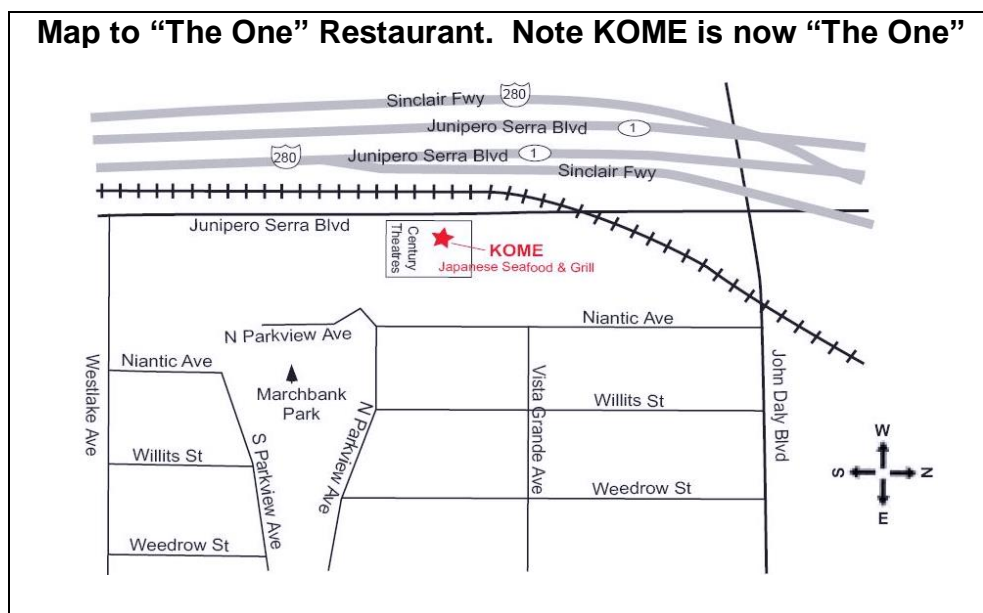 Map to “The One” Restaurant.  Note KOME is now “The One”
Sinclair Fwy
280
Junipero Serra Blvd
1
280
Junipero Serra Blvd
1
Sinclair Fwy
Junipero Serra Blvd
Century
Theatres
KOME
Japanese Seafood & Grill
N Parkview Ave
Niantic Ave
Westlake Ave
Niantic Ave
Marchbank
Park
Vista Grande Ave
John Daly Blvd
Willits St
N Parkview Ave
S Parkview Ave
Willits St
Weedrow St
Weedrow St
W
S
N
E